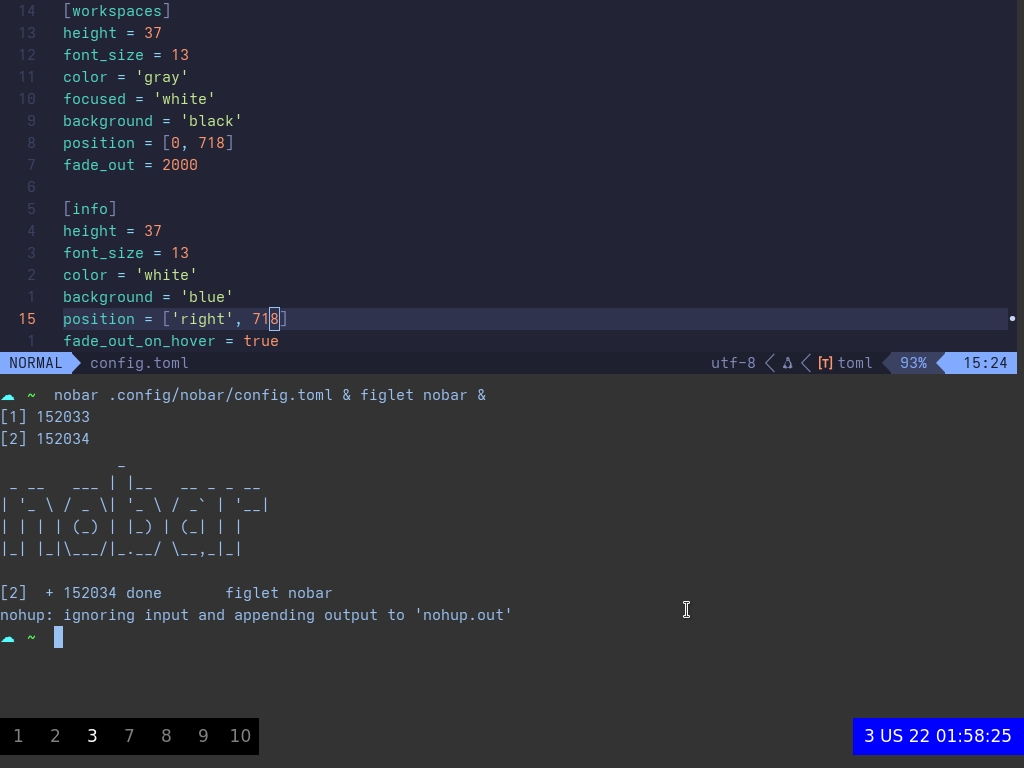 14 [workspaces]
13 height = 37
12 font_size = 13
11 color = 'gray'
10 focused = 'white'
9 background = 'black'
8 position = [0, 718]
7 fade_out = 2000
6
5 [info]
4 height = 37
3 font_size = 13
2 color = 'white'
1 background = 'blue'
15 position = ['right', 718]
1 fade_out_on_hover = true
NORMAL config.toml utf-8 [T] toml 93% 15:24
☁ ~ nobar .config/nobar/config.toml & figlet nobar &
[1] 152033
[2] 152034
             _
 _ __   ___ | |__   __ _ _ __
| '_ \ / _ \| '_ \ / _` | '__|
| | | | (_) | |_) | (_| | |
|_| |_|\___/|_.__/ \__,_|_|
[2]  + 152034 done       figlet nobar
nohup: ignoring input and appending output to 'nohup.out'
☁ ~
1 2 3 7 8 9 10
3 US 22 01:58:25